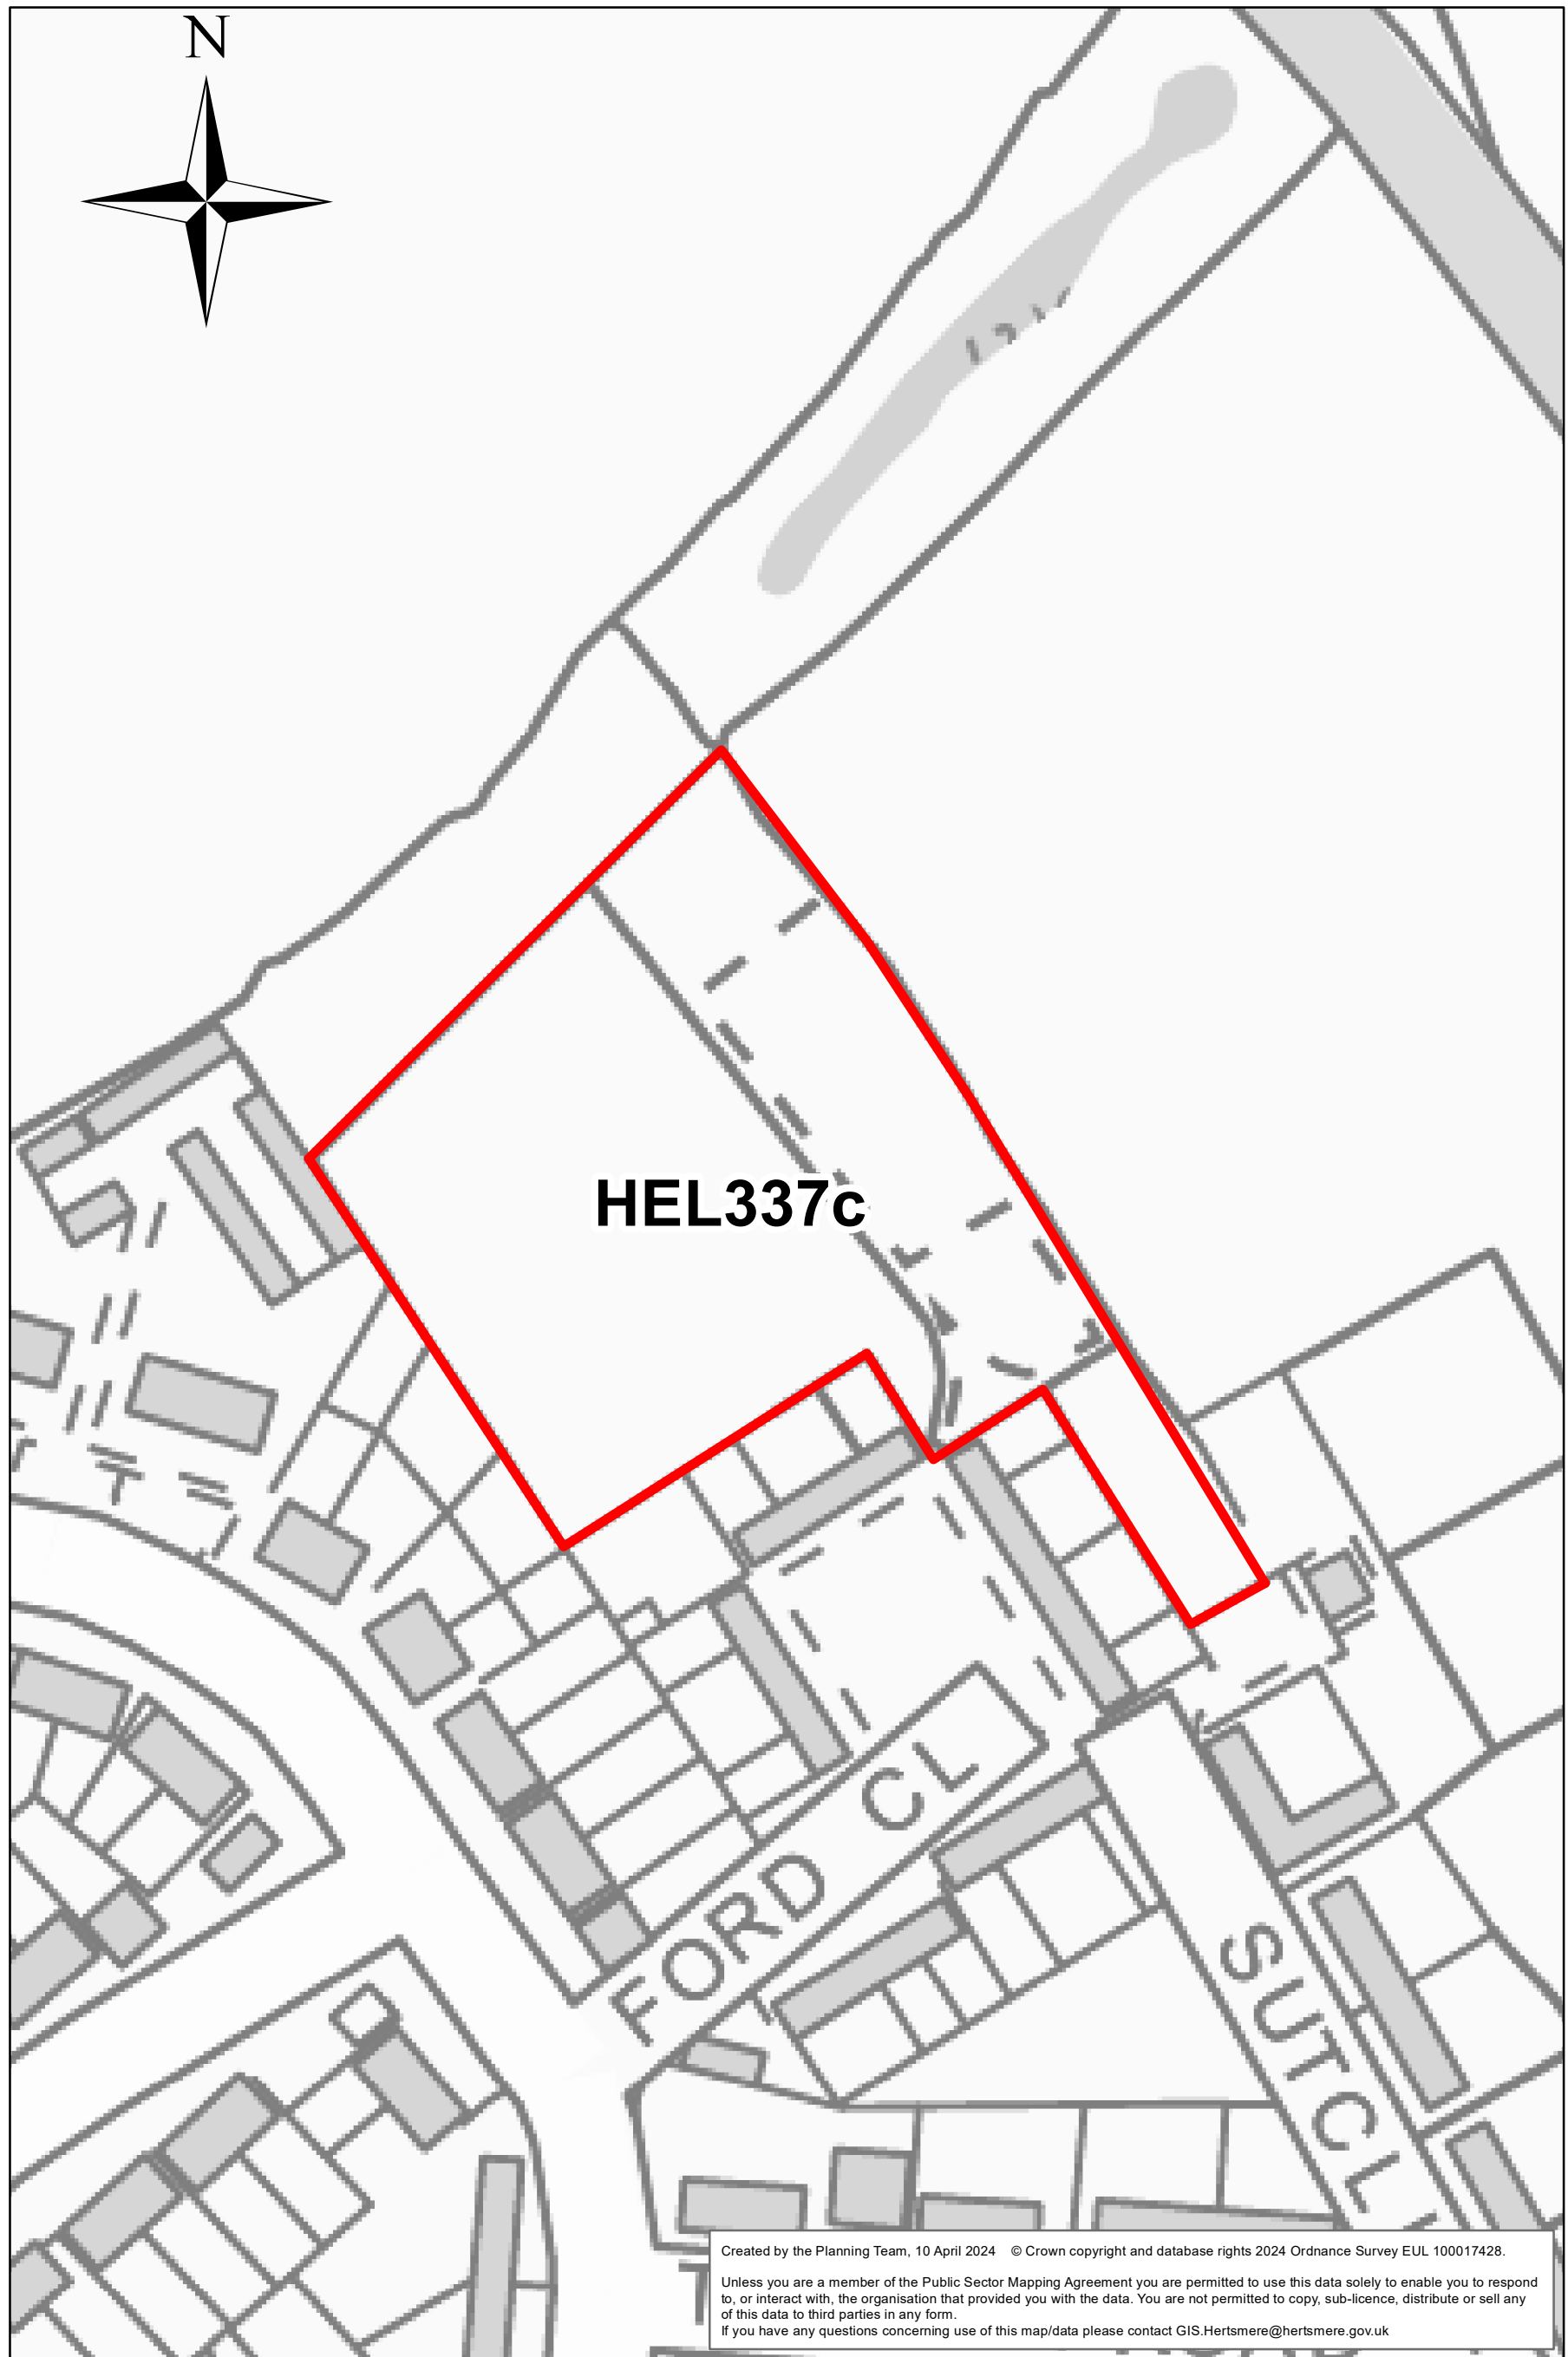 N
HEL337c
FORD CL
SUTCL
Created by the Planning Team, 10 April 2024 © Crown copyright and database rights 2024 Ordnance Survey EUL 100017428.
Unless you are a member of the Public Sector Mapping Agreement you are permitted to use this data solely to enable you to respond
to, or interact with, the organisation that provided you with the data. You are not permitted to copy, sub-licence, distribute or sell any
of this data to third parties in any form.
If you have any questions concerning use of this map/data please contact GIS.Hertsmere@hertsmere.gov.uk